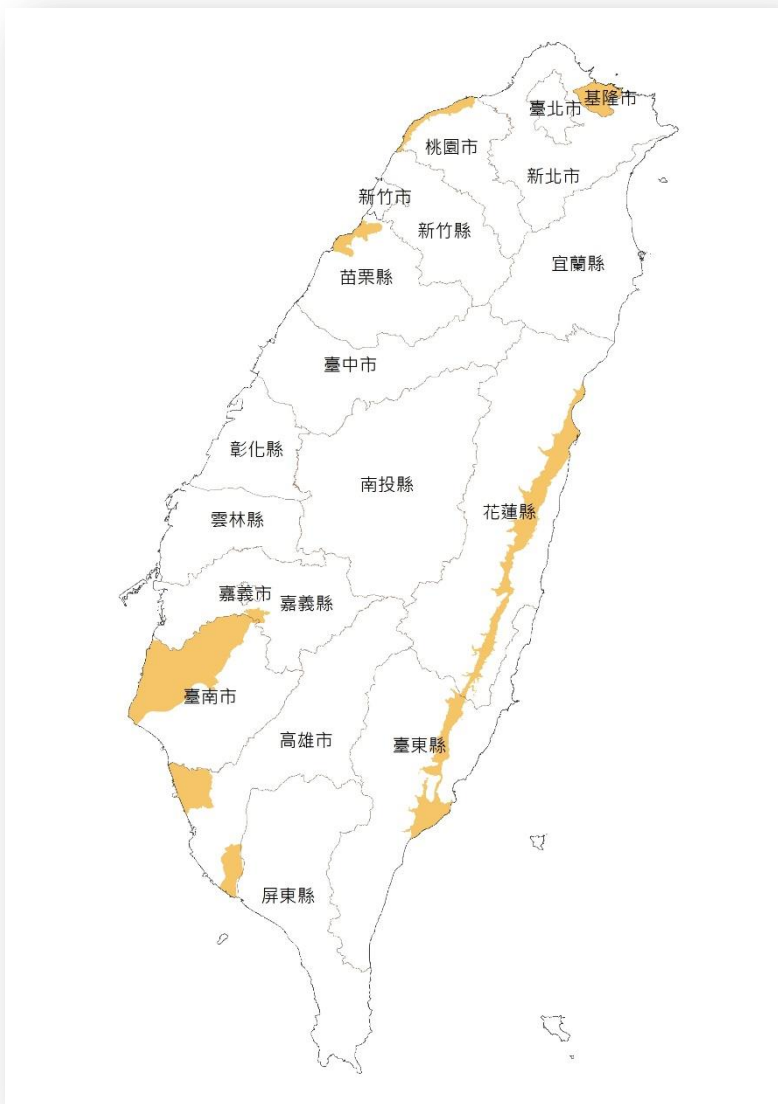 基隆市
臺北市
桃園市
新北市
新竹市
新竹縣
宜蘭縣
苗栗縣
臺中市
彰化縣
南投縣
花蓮縣
雲林縣
嘉義市
嘉義縣
臺南市
高雄市
臺東縣
屏東縣